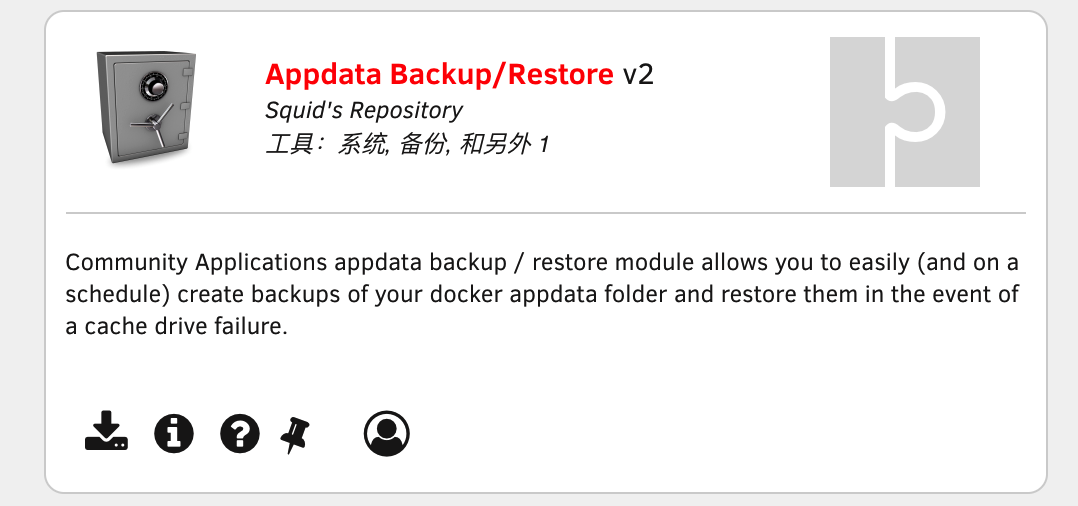 Appdata Backup/Restore v2
Squid's Repository
工具：系统, 备份, 和另外 1
Community Applications appdata backup / restore module allows you to easily (and on a
schedule) create backups of your docker appdata folder and restore them in the event of
a cache drive failure.